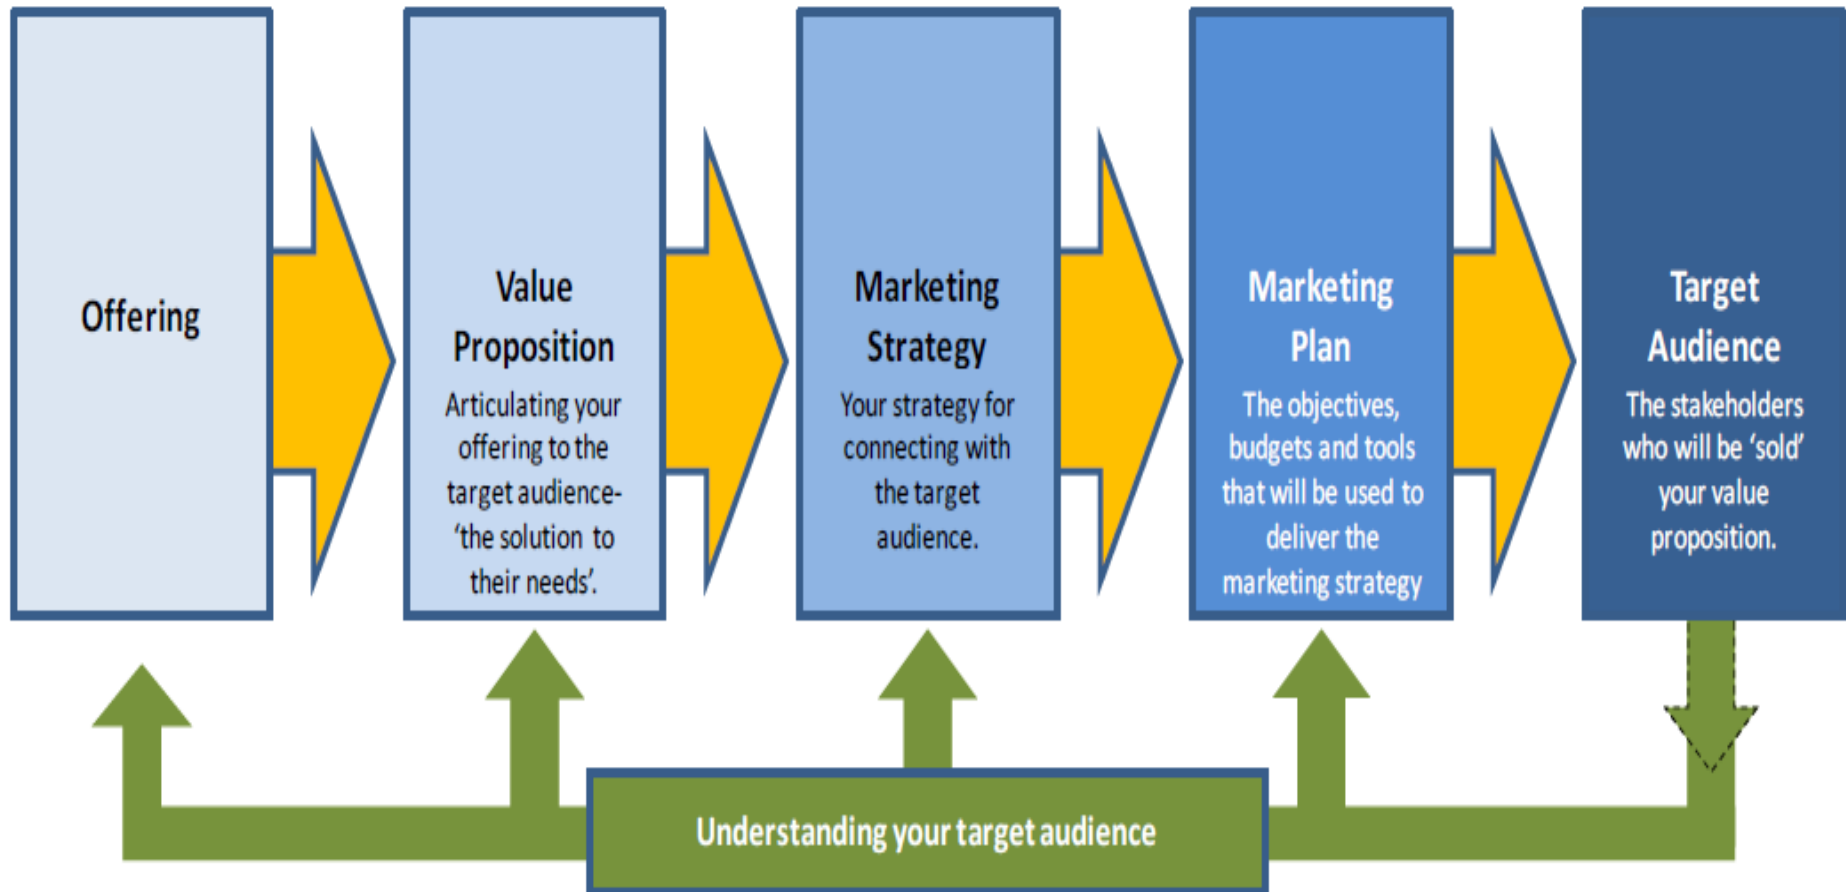 Offering
Value
Proposition
Articulating your
offering to the
target audience-
‘the solution to
their needs’.
Marketing
Strategy
Your strategy for
connecting with
the target
audience.
Marketing
Plan
The objectives,
budgets and tools
that will be used to
deliver the
marketing strategy
Target
Audience
The stakeholders
who will be ‘sold’
your value
proposition.
Understanding your target audience